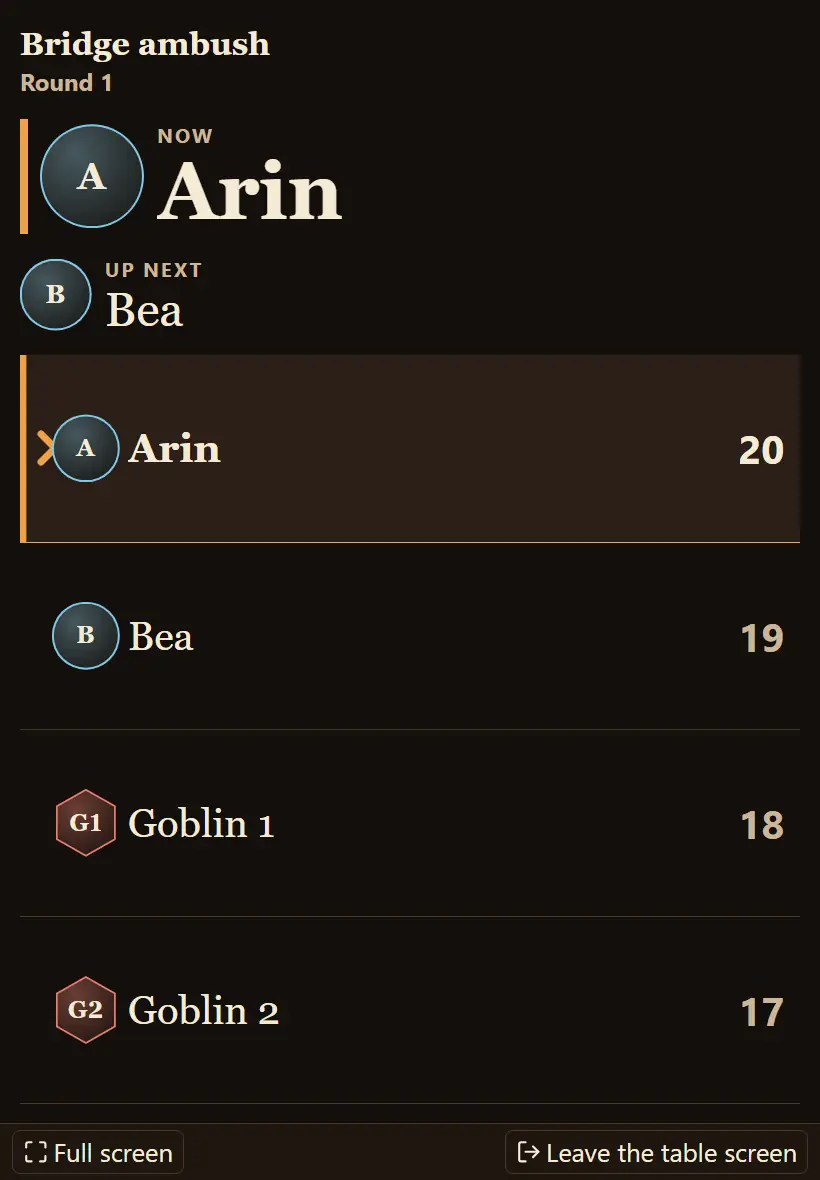 Bridge ambush
Round 1
A
NOW
Arin
B
UP NEXT
Bea
A Arin 20
B Bea 19
G1 Goblin 1 18
G2 Goblin 2 17
Full screen Leave the table screen